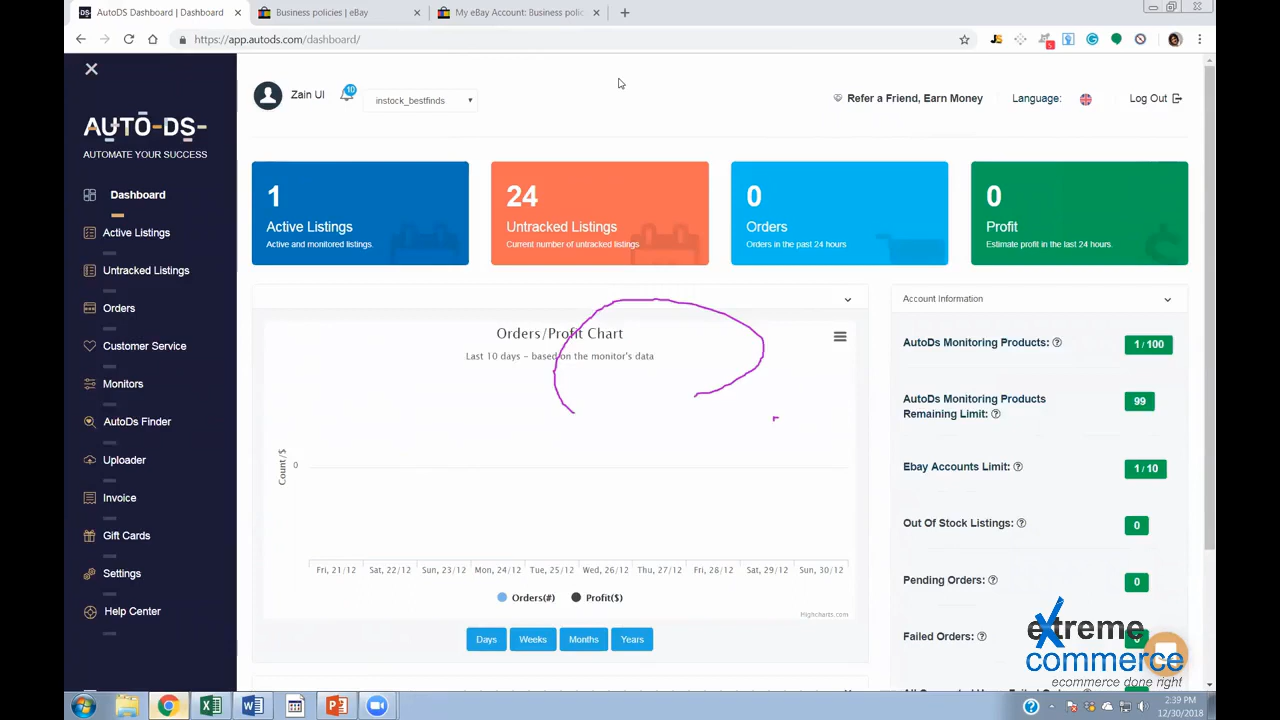 AutoDS Dashboard | Dashboard
Business policies | eBay
My eBay Account: Business polic
https://app.autods.com/dashboard/
AUTO-DS-
AUTOMATE YOUR SUCCESS
Dashboard
Active Listings
Untracked Listings
Orders
Customer Service
Monitors
AutoDs Finder
Uploader
Invoice
Gift Cards
Settings
Help Center
Zain Ul
10
instock_bestfinds
Refer a Friend, Earn Money
Language:
Log Out
1
Active Listings
Active and monitored listings.
24
Untracked Listings
Current number of untracked listings
0
Orders
Orders in the past 24 hours
0
Profit
Estimate profit in the last 24 hours.
Orders/Profit Chart
Last 10 days - based on the monitor's data
Count/$
0
Fri, 21/12
Sat, 22/12
Sun, 23/12
Mon, 24/12
Tue, 25/12
Wed, 26/12
Thu, 27/12
Fri, 28/12
Sat, 29/12
Sun, 30/12
Orders(#)
Profit($)
Highcharts.com
Days
Weeks
Months
Years
Account Information
AutoDs Monitoring Products:
1 / 100
AutoDs Monitoring Products
Remaining Limit:
99
Ebay Accounts Limit:
1 / 10
Out Of Stock Listings:
0
Pending Orders:
0
Failed Orders:
extreme
commerce
ecommerce done right
2:39 PM
12/30/2018